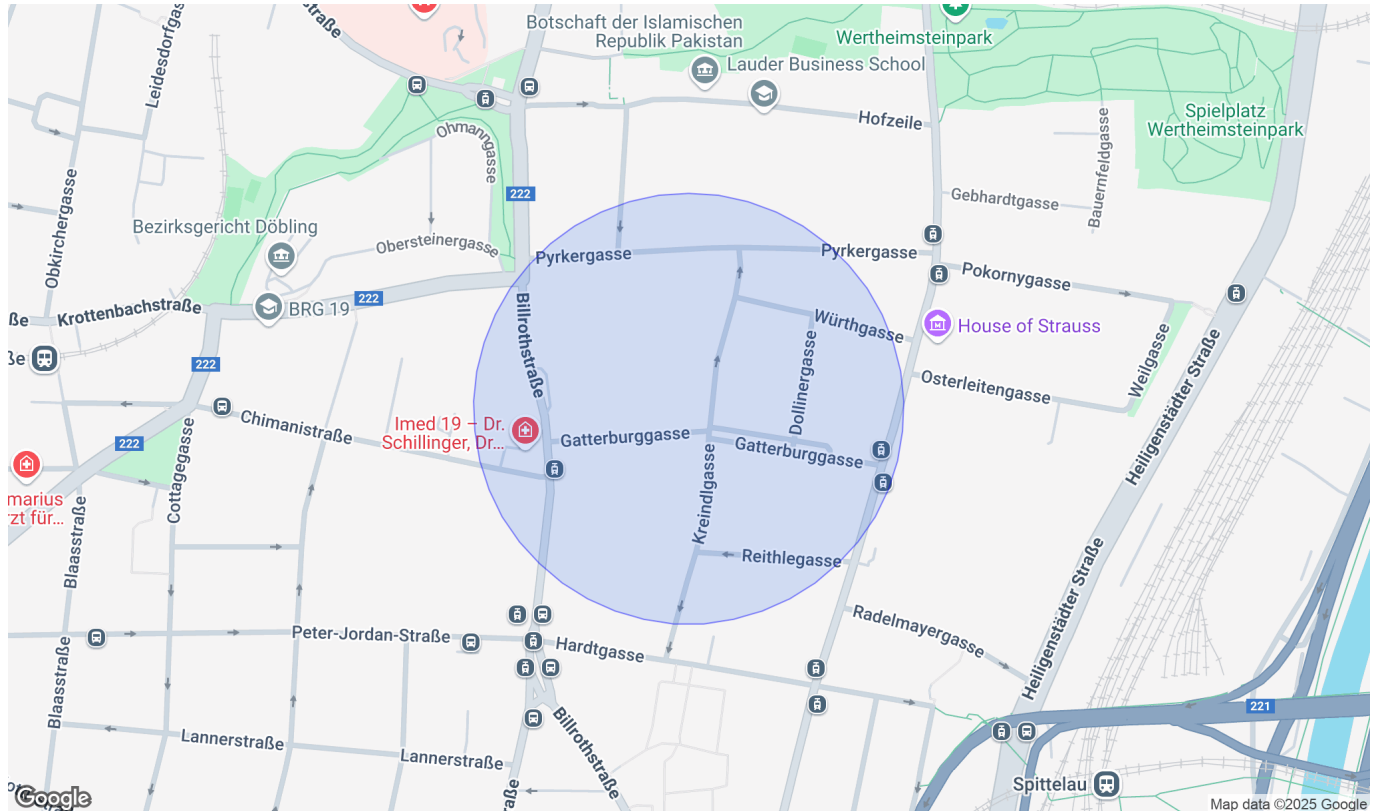 Botschaft der Islamischen
Republik Pakistan
Wertheimsteinpark
Lauder Business School
Leidesdorfgasse
Hofzeile
Spielplatz
Wertheimsteinpark
Ohmanngasse
Bauernfeldgasse
222
Gebhardtgasse
Obkirchergasse
Bezirksgericht Döbling
Obersteinergasse
Pyrkergasse
Pyrkergasse
Pokornygasse
222
BRG 19
Krottenbachstraße
Billrothstraße
Würthgasse
House of Strauss
Weilgasse
222
Dollinergasse
Osterleitengasse
Heiligenstädter Straße
Chimanistraße
Imed 19 – Dr.
Schillinger, Dr...
Gatterburggasse
Gatterburggasse
222
Cottagegasse
Kreindlgasse
Heiligenstädter Straße
marius
rzt für...
Blaasstraße
Reithlegasse
Radelmayergasse
Peter-Jordan-Straße
Hardtgasse
Blaasstraße
221
Billrothstraße
Lannerstraße
Lannerstraße
Spittelau
Google
Map data ©2025 Google